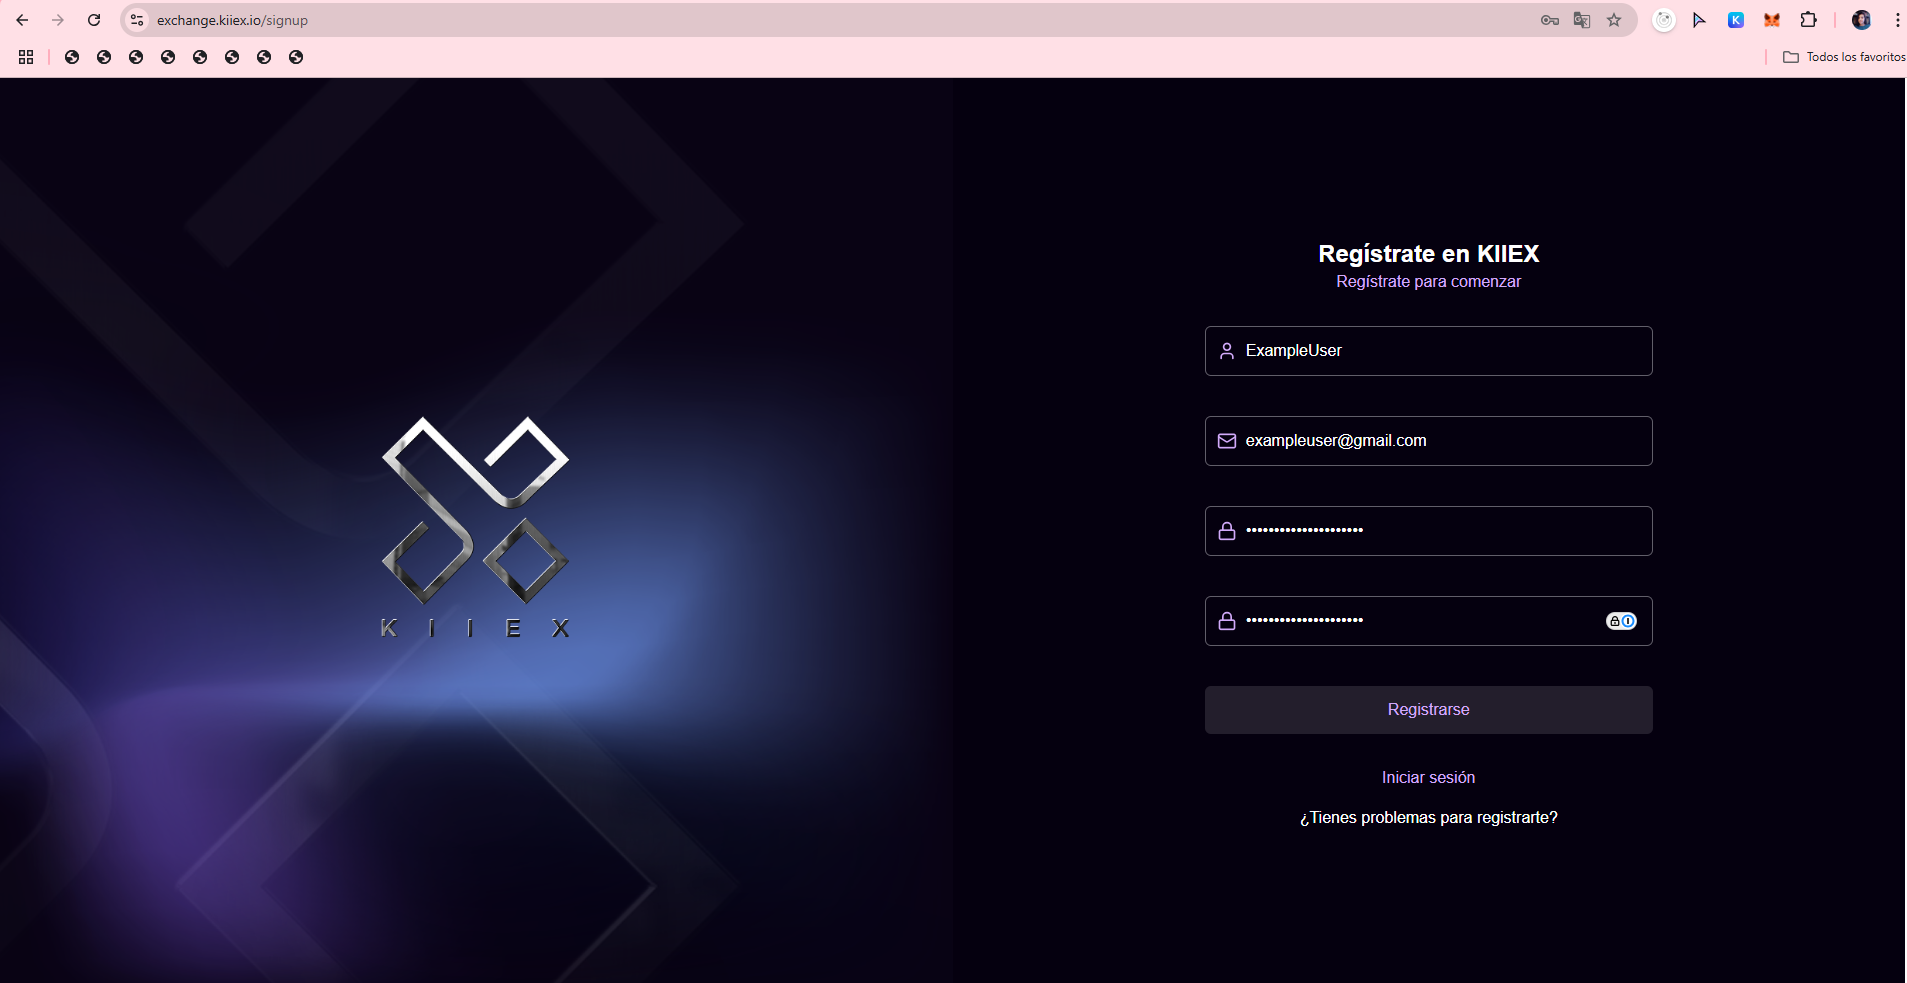 exchange.kiiex.io/signup
Todos los favoritos
Regístrate en KIIEX
Regístrate para comenzar
ExampleUser
exampleuser@gmail.com
•••••••••••••••••••••
•••••••••••••••••••••
KIIEX
Registrarse
Iniciar sesión
¿Tienes problemas para registrarte?